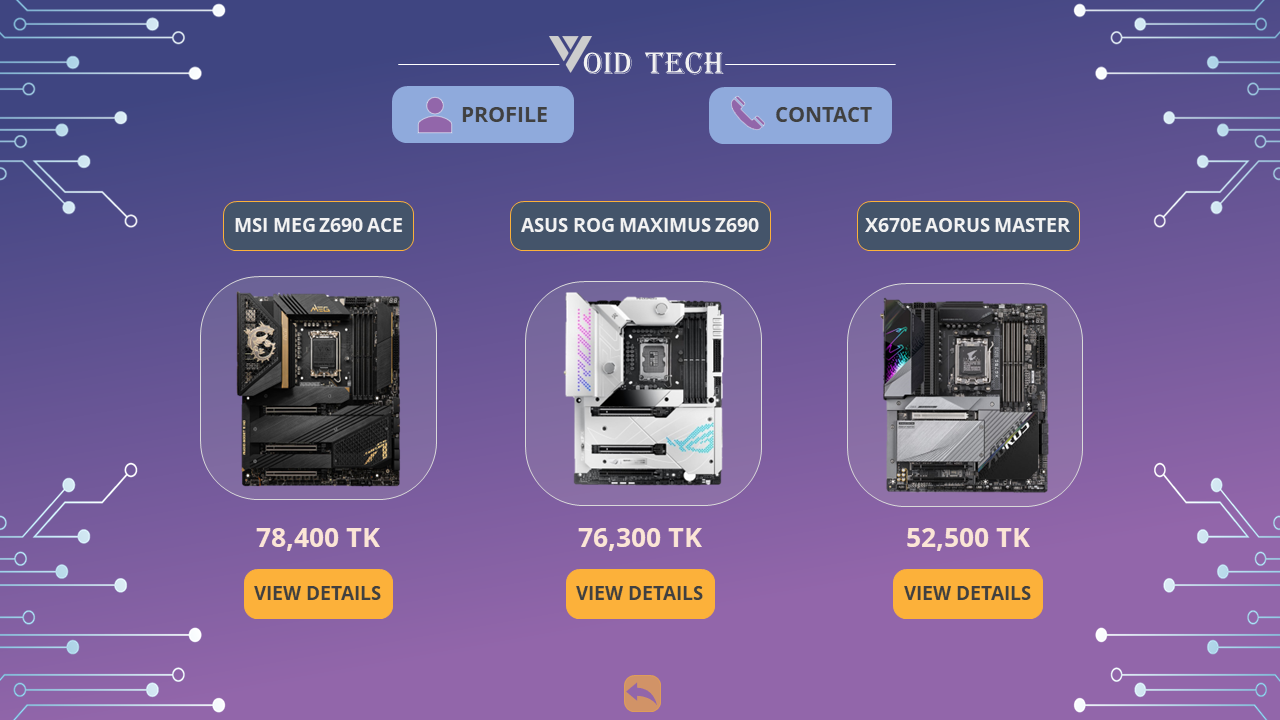 VOID TECH
PROFILE
CONTACT
MSI MEG Z690 ACE
ASUS ROG MAXIMUS Z690
X670E AORUS MASTER
MEG
78,400 TK
76,300 TK
52,500 TK
VIEW DETAILS
VIEW DETAILS
VIEW DETAILS